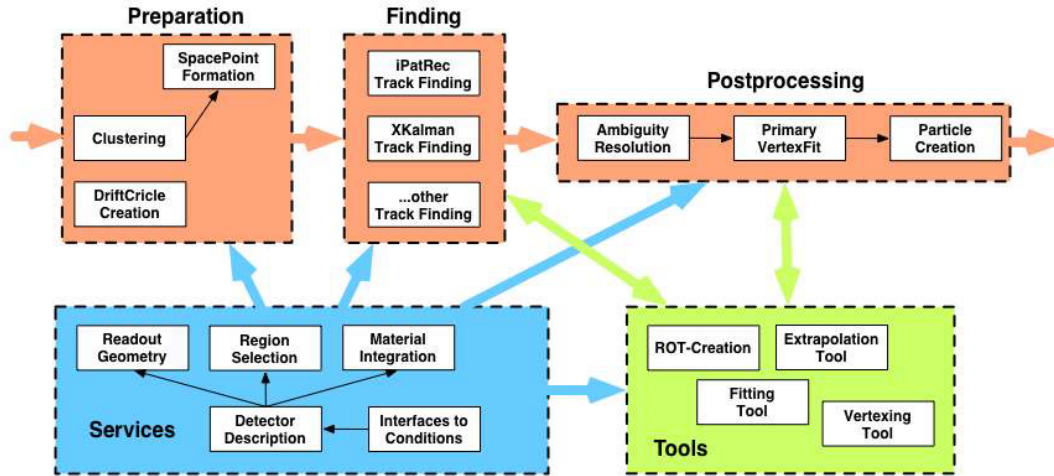 Preparation
SpacePoint
Formation
Clustering
DriftCricle
Creation
Finding
iPatRec
Track Finding
XKalman
Track Finding
...other
Track Finding
Postprocessing
Ambiguity
Resolution
Primary
VertexFit
Particle
Creation
Readout
Geometry
Region
Selection
Material
Integration
Services
Detector
Description
Interfaces to
Conditions
ROT-Creation
Extrapolation
Tool
Fitting
Tool
Vertexing
Tool
Tools